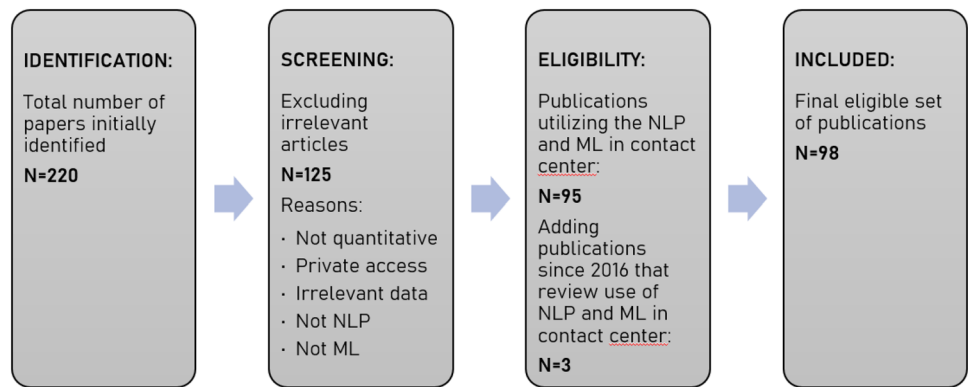 IDENTIFICATION:
Total number of
papers initially
identified
N=220
SCREENING:
Excluding
irrelevant
articles
N=125
Reasons:
· Not quantitative
· Private access
· Irrelevant data
· Not NLP
· Not ML
ELIGIBILITY:
Publications
utilizing the NLP
and ML in contact
center:
N=95
Adding
publications
since 2016 that
review use of
NLP and ML in
contact center:
N=3
INCLUDED:
Final eligible set
of publications
N=98